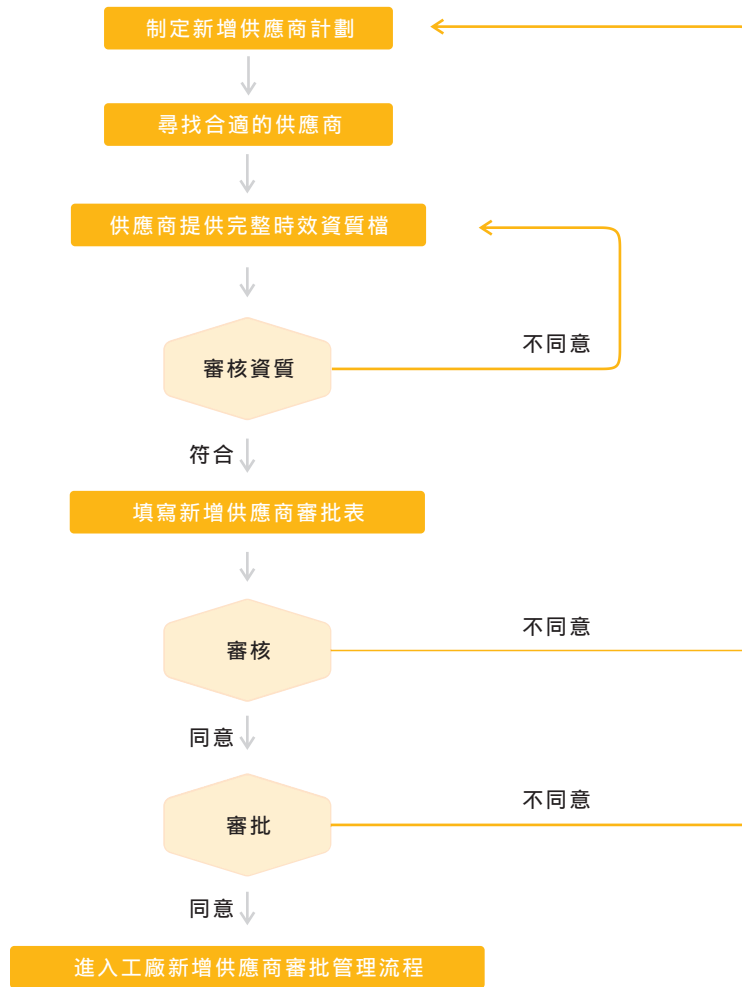 制定新增供應商計劃
尋找合適的供應商
供應商提供完整時效資質檔
不同意
審核資質
符合
填寫新增供應商審批表
不同意
審核
同意
不同意
審批
同意
進入工廠新增供應商審批管理流程